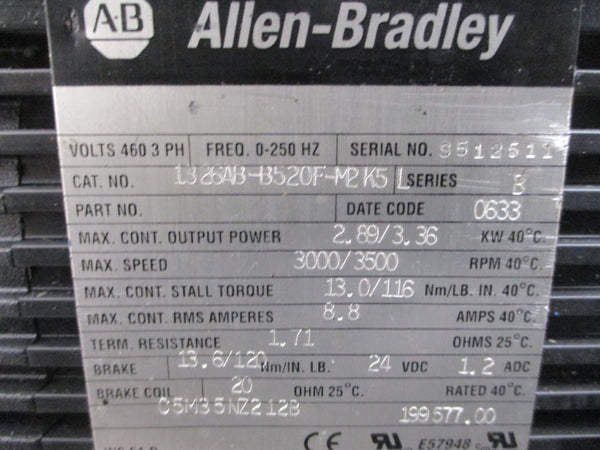 A-B Allen-Bradley
VOLTS 460 3 PH FREQ. 0-250 HZ SERIAL NO. 9512511
CAT. NO. 1326AB-B520F-M2K5L SERIES B
PART NO. DATE CODE 0633
MAX. CONT. OUTPUT POWER 2.89/3.36 KW 40°C.
MAX. SPEED 3000/3500 RPM 40°C.
MAX. CONT. STALL TORQUE 13.0/116 Nm/LB. IN. 40°C.
MAX. CONT. RMS AMPERES 8.8 AMPS 40°C.
TERM. RESISTANCE 1.71 OHMS 25°C.
BRAKE 13.6/120 Nm/IN. LB. 24 VDC 1.2 ADC
BRAKE COIL 20 OHM 25°C. RATED 40°C.
C5M35NZ212B 199577.00
CE E57948